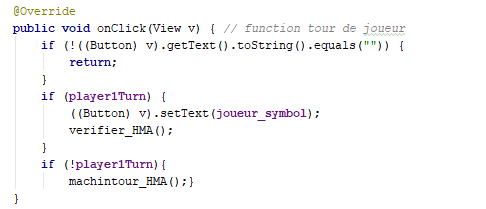 @Override
public void onClick(View v) { // function tour de joueur
    if (!((Button) v).getText().toString().equals("")) {
        return;
    }
    if (player1Turn) {
        ((Button) v).setText(joueur_symbol);
        verifier_HMA();
    }
    if (!player1Turn){
        machintour_HMA();}
}